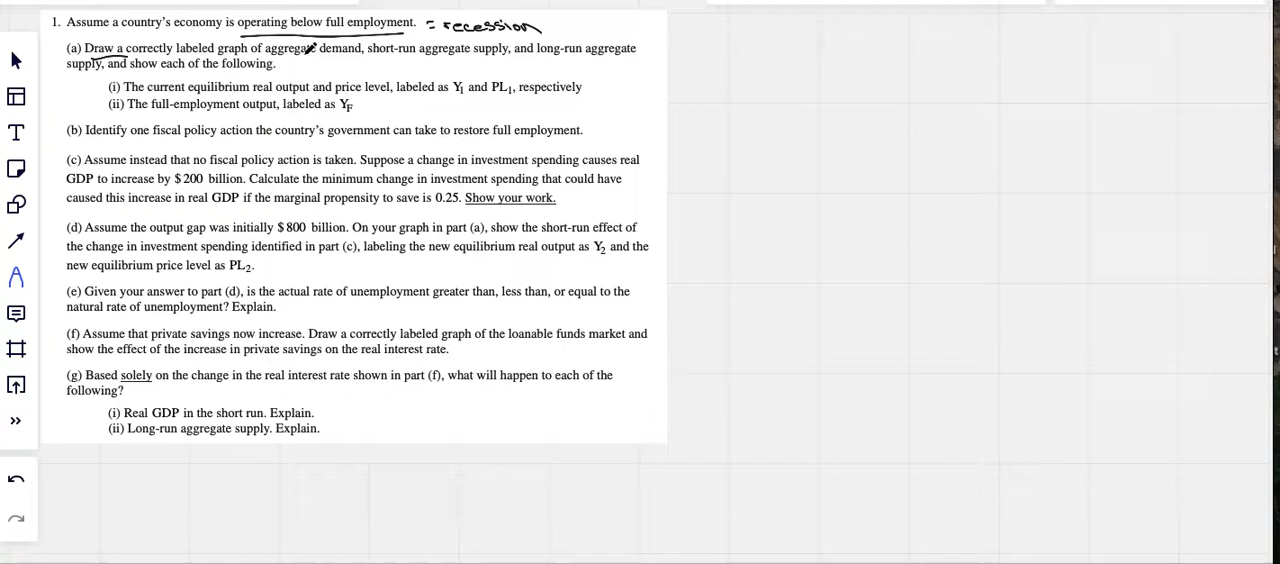 1. Assume a country's economy is operating below full employment. = recession
(a) Draw a correctly labeled graph of aggregate demand, short-run aggregate supply, and long-run aggregate
supply, and show each of the following.
(i) The current equilibrium real output and price level, labeled as Y₁ and PL₁, respectively
(ii) The full-employment output, labeled as Y_F
(b) Identify one fiscal policy action the country's government can take to restore full employment.
(c) Assume instead that no fiscal policy action is taken. Suppose a change in investment spending causes real
GDP to increase by $200 billion. Calculate the minimum change in investment spending that could have
caused this increase in real GDP if the marginal propensity to save is 0.25. Show your work.
(d) Assume the output gap was initially $800 billion. On your graph in part (a), show the short-run effect of
the change in investment spending identified in part (c), labeling the new equilibrium real output as Y₂ and the
new equilibrium price level as PL₂.
(e) Given your answer to part (d), is the actual rate of unemployment greater than, less than, or equal to the
natural rate of unemployment? Explain.
(f) Assume that private savings now increase. Draw a correctly labeled graph of the loanable funds market and
show the effect of the increase in private savings on the real interest rate.
(g) Based solely on the change in the real interest rate shown in part (f), what will happen to each of the
following?
(i) Real GDP in the short run. Explain.
(ii) Long-run aggregate supply. Explain.